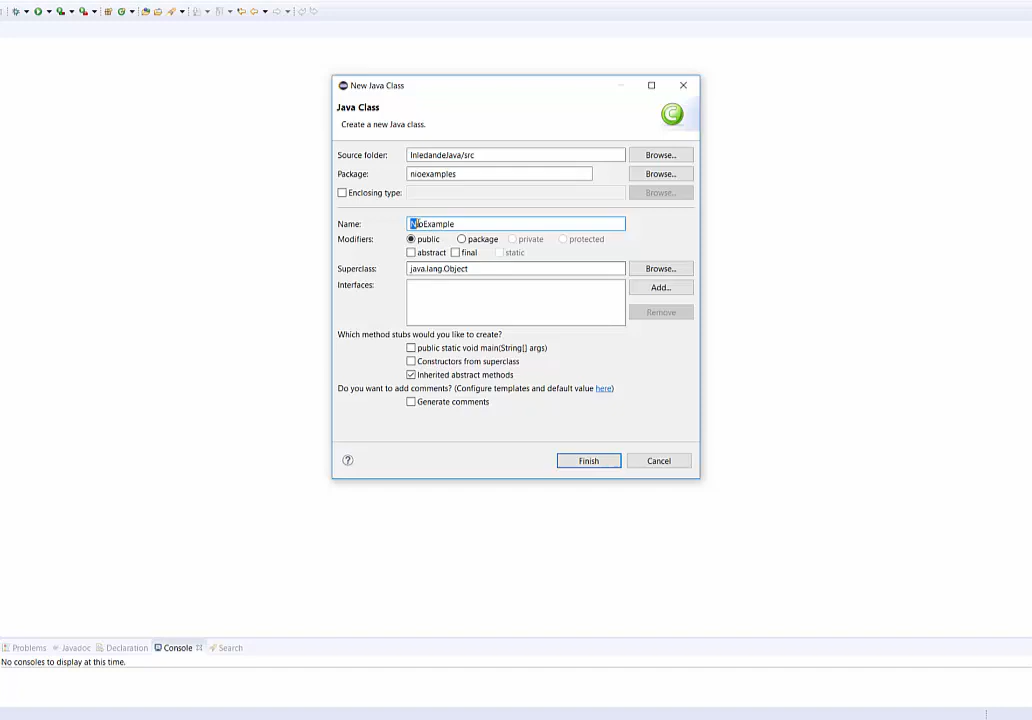 New Java Class
Java Class
Create a new Java class.
Source folder: InledandeJava/src Browse...
Package: nioexamples Browse...
Enclosing type: Browse...
Name: NioExample
Modifiers: public package private protected
abstract final static
Superclass: java.lang.Object Browse...
Interfaces: Add...
Remove
Which method stubs would you like to create?
public static void main(String[] args)
Constructors from superclass
Inherited abstract methods
Do you want to add comments? (Configure templates and default value here)
Generate comments
? Finish Cancel
Problems @ Javadoc Declaration Console Search
No consoles to display at this time.